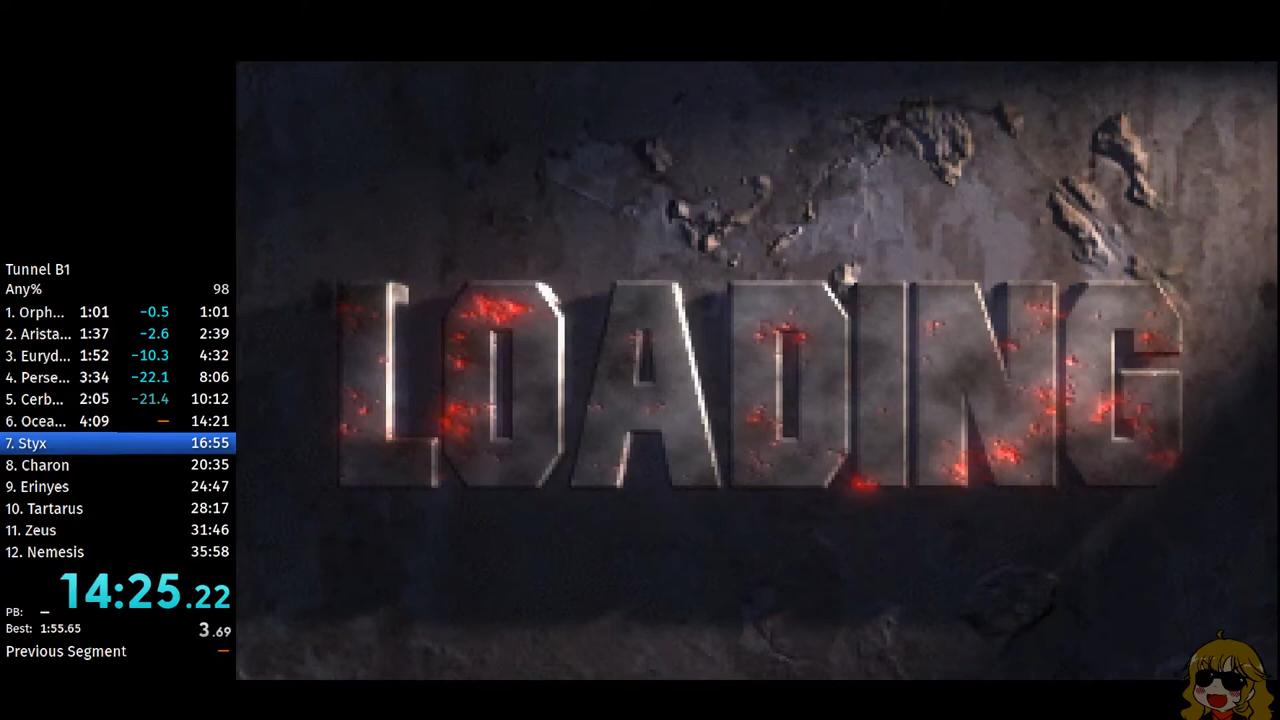 Tunnel B1
Any% 98
1. Orph... 1:01 −0.5 1:01
2. Arista... 1:37 −2.6 2:39
3. Euryd... 1:52 −10.3 4:32
4. Perse... 3:34 −22.1 8:06
5. Cerb... 2:05 −21.4 10:12
6. Ocea... 4:09 — 14:21
7. Styx 16:55
8. Charon 20:35
9. Erinyes 24:47
10. Tartarus 28:17
11. Zeus 31:46
12. Nemesis 35:58
14:25.22
PB: —
Best: 1:55.65 3.69
Previous Segment —
LOADING